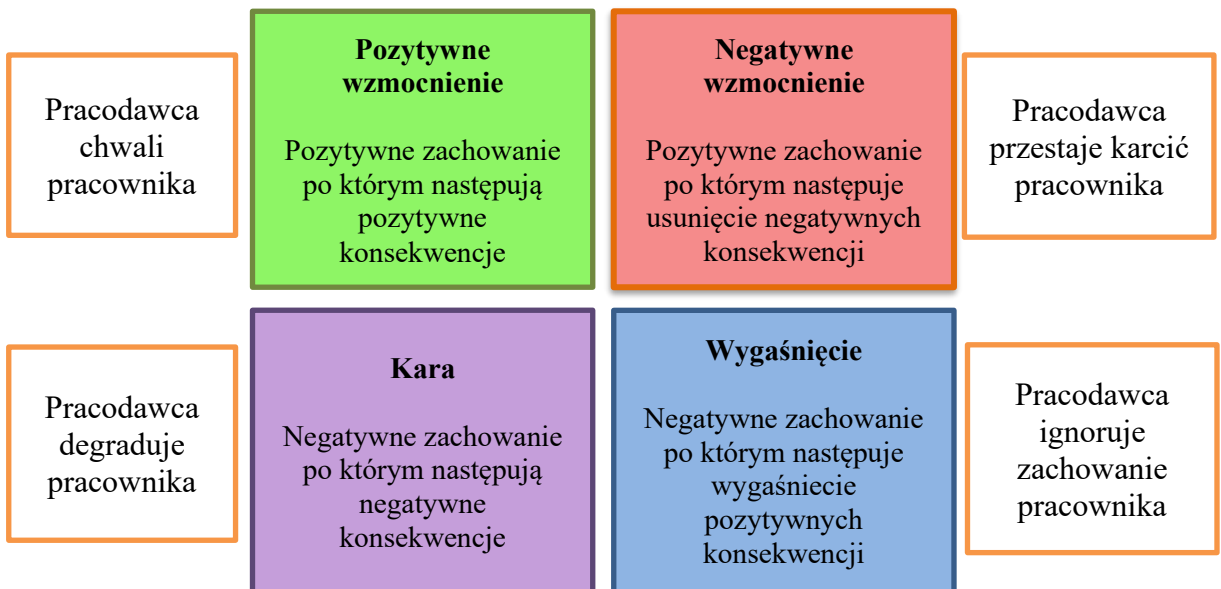 Pracodawca
chwali
pracownika
Pozytywne
wzmocnienie
Pozytywne zachowanie
po którym następują
pozytywne
konsekwencje
Negatywne
wzmocnienie
Pozytywne zachowanie
po którym następuje
usunięcie negatywnych
konsekwencji
Pracodawca
przestaje karcić
pracownika
Pracodawca
degraduje
pracownika
Kara
Negatywne zachowanie
po którym następują
negatywne
konsekwencje
Wygaśnięcie
Negatywne zachowanie
po którym następuje
wygaśniecie
pozytywnych
konsekwencji
Pracodawca
ignoruje
zachowanie
pracownika